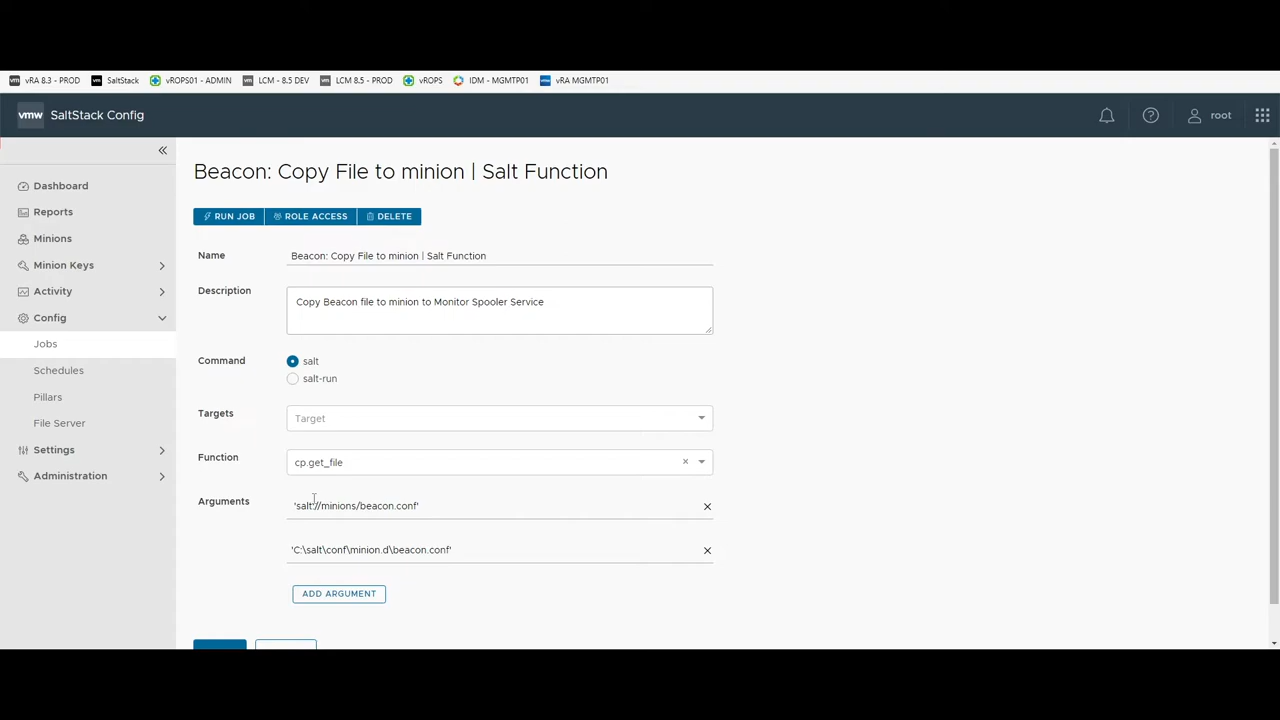 vRA 8.3 - PROD SaltStack vROPS01 - ADMIN LCM - 8.5 DEV LCM 8.5 - PROD vROPS IDM - MGMTP01 vRA MGMTP01
vmw SaltStack Config root
Beacon: Copy File to minion | Salt Function
RUN JOB ROLE ACCESS DELETE
Dashboard
Reports
Minions
Minion Keys
Activity
Config
Jobs
Schedules
Pillars
File Server
Settings
Administration
Name Beacon: Copy File to minion | Salt Function
Description Copy Beacon file to minion to Monitor Spooler Service
Command salt
salt-run
Targets Target
Function cp.get_file
Arguments 'salt://minions/beacon.conf'
'C:\salt\conf\minion.d\beacon.conf'
ADD ARGUMENT